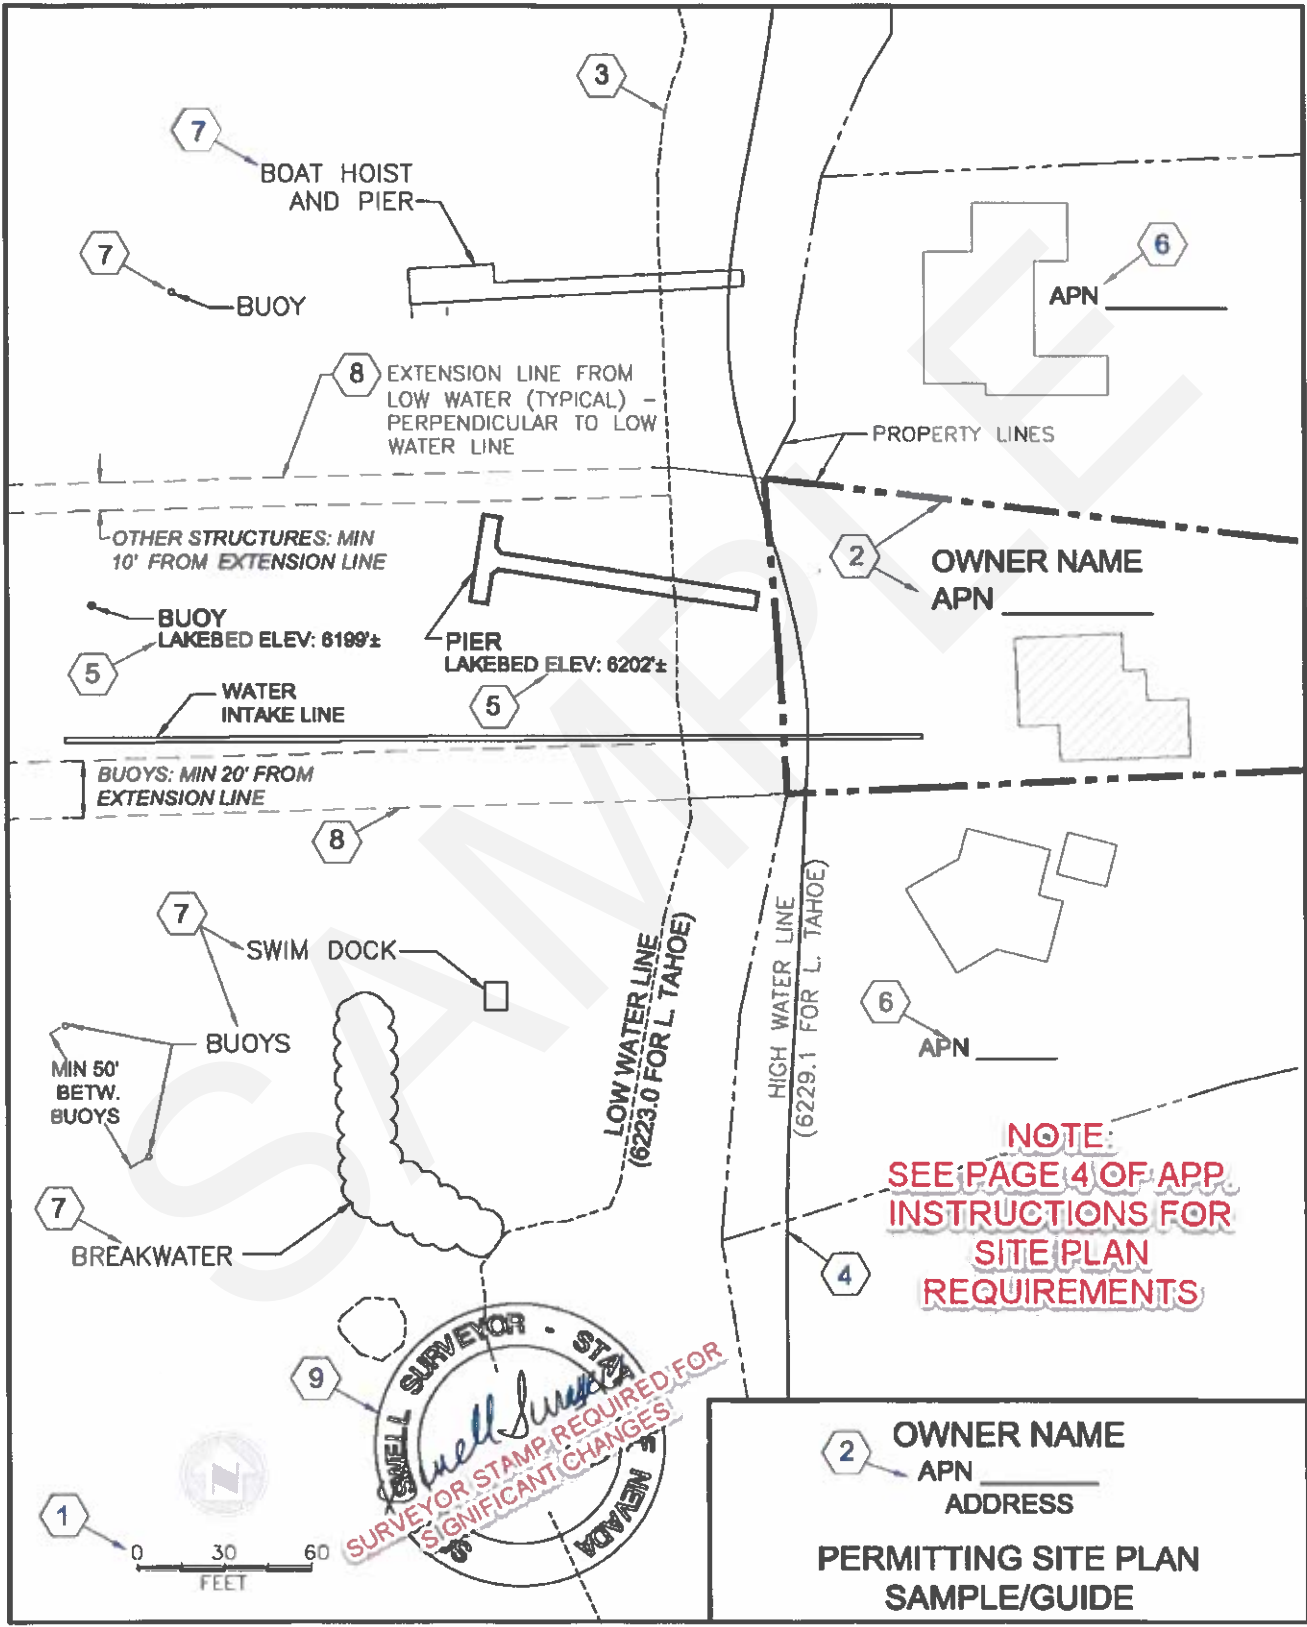 3
7
BOAT HOIST
AND PIER
7
BUOY
6
APN
8
EXTENSION LINE FROM
LOW WATER (TYPICAL) -
PERPENDICULAR TO LOW
WATER LINE
PROPERTY LINES
OTHER STRUCTURES: MIN
10' FROM EXTENSION LINE
2
OWNER NAME
APN
BUOY
LAKEBED ELEV: 6199'±
5
PIER
LAKEBED ELEV: 6202'±
5
WATER
INTAKE LINE
BUOYS: MIN 20' FROM
EXTENSION LINE
8
7
SWIM DOCK
BUOYS
MIN 50'
BETW.
BUOYS
7
BREAKWATER
LOW WATER LINE
(6223.0 FOR L. TAHOE)
HIGH WATER LINE
(6229.1 FOR L. TAHOE)
6
APN
NOTE:
SEE PAGE 4 OF APP.
INSTRUCTIONS FOR
SITE PLAN
REQUIREMENTS
4
9
SWELL SURVEYOR - STATE
NEVADA
Swell Surveyor
SURVEYOR STAMP REQUIRED FOR
SIGNIFICANT CHANGES
N
1
0 30 60
FEET
2
OWNER NAME
APN
ADDRESS
PERMITTING SITE PLAN
SAMPLE/GUIDE
SAMPLE